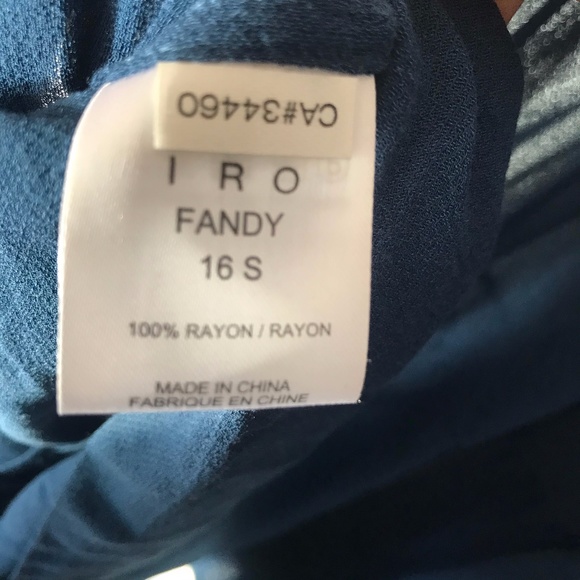 CA#34460
I R O
FANDY
16 S
100% RAYON / RAYON
MADE IN CHINA
FABRIQUE EN CHINE